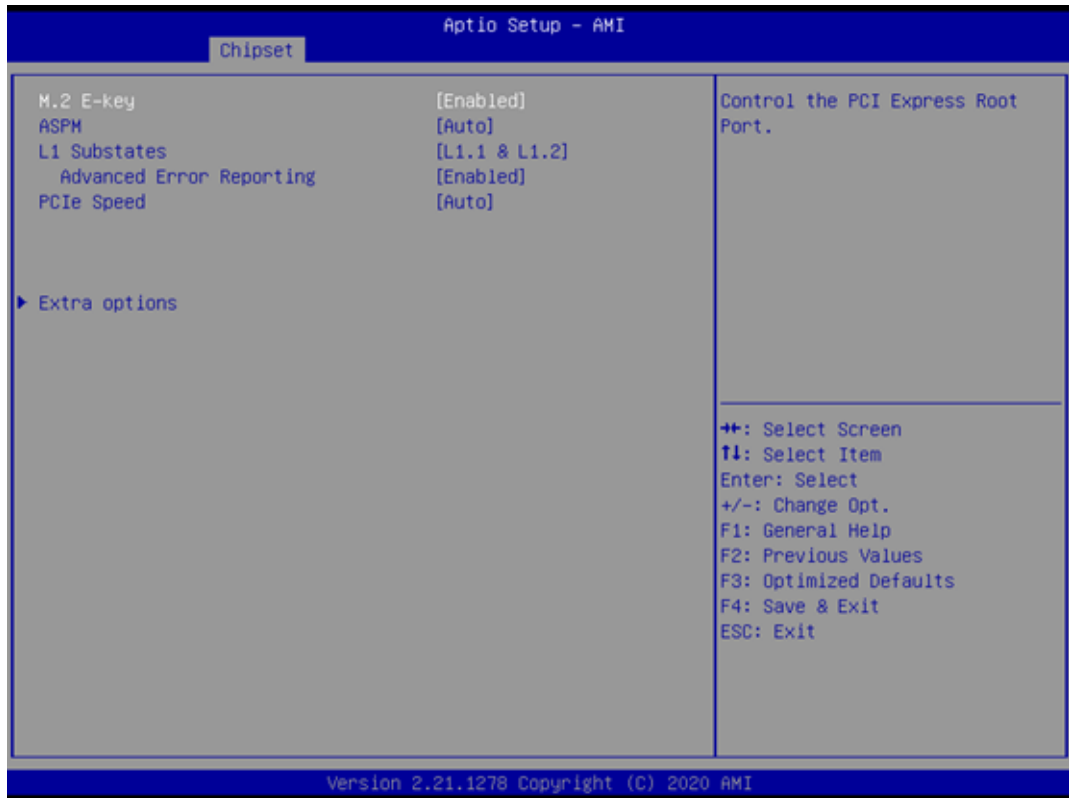 Aptio Setup – AMI
Chipset
M.2 E-key [Enabled]
ASPM [Auto]
L1 Substates [L1.1 & L1.2]
Advanced Error Reporting [Enabled]
PCIe Speed [Auto]
Extra options
Control the PCI Express Root
Port.
→←: Select Screen
↑↓: Select Item
Enter: Select
+/-: Change Opt.
F1: General Help
F2: Previous Values
F3: Optimized Defaults
F4: Save & Exit
ESC: Exit
Version 2.21.1278 Copyright (C) 2020 AMI